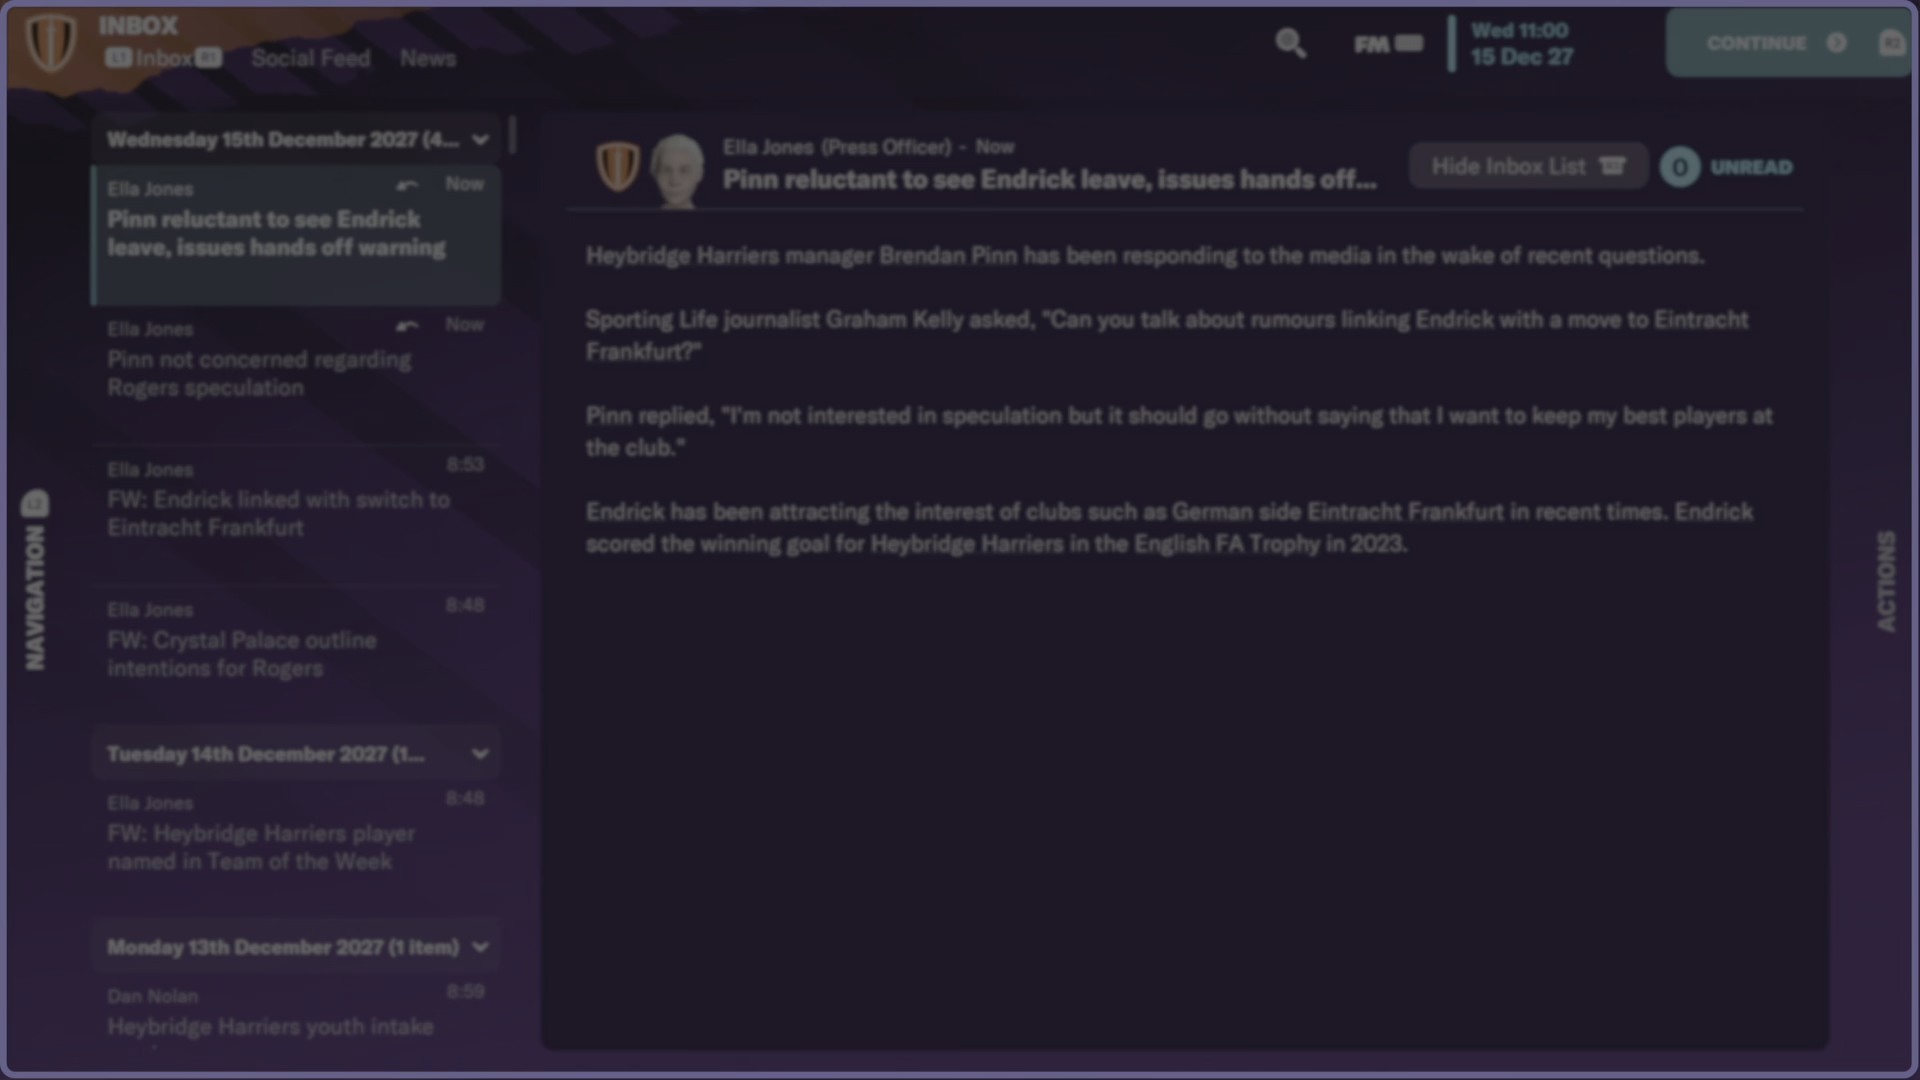 INBOX
L1 Inbox R1 Social Feed News
FM
Wed 11:00
15 Dec 27
CONTINUE R2
Wednesday 15th December 2027 (4...
Ella Jones Now
Pinn reluctant to see Endrick
leave, issues hands off warning
Ella Jones Now
Pinn not concerned regarding
Rogers speculation
Ella Jones 8:53
FW: Endrick linked with switch to
Eintracht Frankfurt
Ella Jones 8:48
FW: Crystal Palace outline
intentions for Rogers
Tuesday 14th December 2027 (1...
Ella Jones 8:48
FW: Heybridge Harriers player
named in Team of the Week
Monday 13th December 2027 (1 item)
Dan Nolan 8:59
Heybridge Harriers youth intake
Ella Jones (Press Officer) - Now
Pinn reluctant to see Endrick leave, issues hands off...
Hide Inbox List
0 UNREAD
Heybridge Harriers manager Brendan Pinn has been responding to the media in the wake of recent questions.
Sporting Life journalist Graham Kelly asked, "Can you talk about rumours linking Endrick with a move to Eintracht
Frankfurt?"
Pinn replied, "I'm not interested in speculation but it should go without saying that I want to keep my best players at
the club."
Endrick has been attracting the interest of clubs such as German side Eintracht Frankfurt in recent times. Endrick
scored the winning goal for Heybridge Harriers in the English FA Trophy in 2023.
NAVIGATION L2
ACTIONS